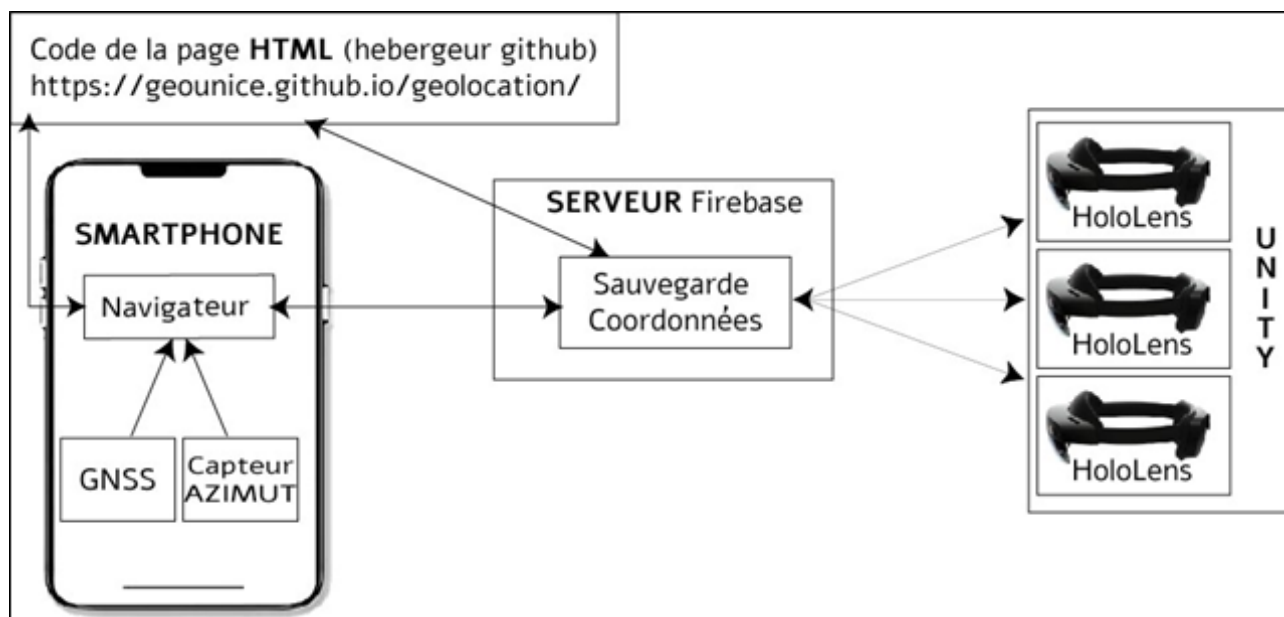 Code de la page HTML (hebergeur github)
https://geounice.github.io/geolocation/
SMARTPHONE
Navigateur
GNSS
Capteur
AZIMUT
SERVEUR Firebase
Sauvegarde
Coordonnées
HoloLens
HoloLens
HoloLens
UNITY